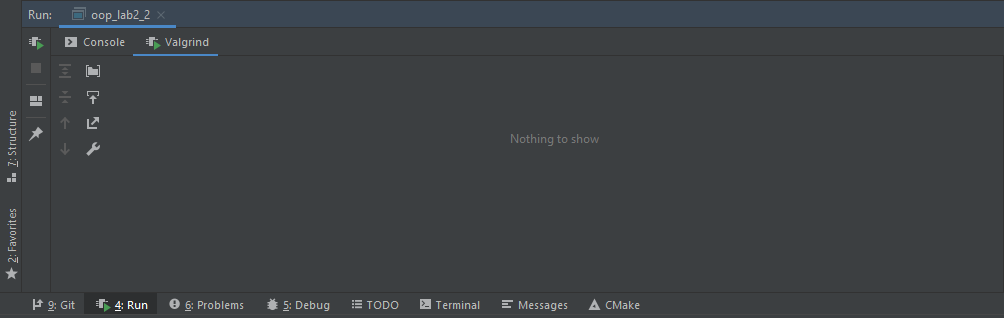 Run: oop_lab2_2
Console Valgrind
Nothing to show
7: Structure
2: Favorites
9: Git 4: Run 6: Problems 5: Debug TODO Terminal Messages CMake